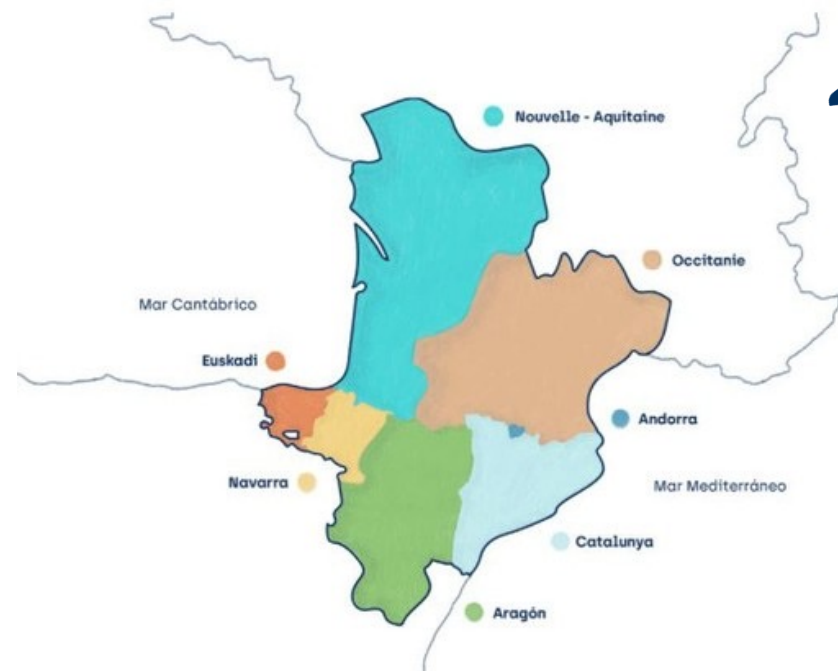 Nouvelle - Aquitaine
Occitanie
Mar Cantábrico
Euskadi
Andorra
Navarra
Mar Mediterráneo
Catalunya
Aragón